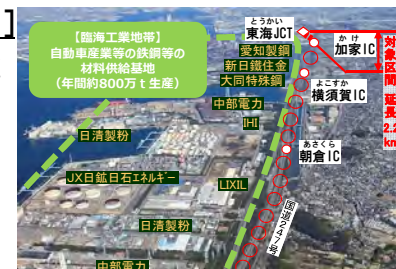 】
【臨海工業地帯】
自動車産業等の鉄鋼等の
材料供給基地
（年間約800万ｔ生産）
とうかい
東海JCT
愛知製鋼
新日鐵住金
大同特殊鋼
かけ
加家IC
よこすか
横須賀IC
中部電力
IHI
あさくら
朝倉IC
日清製粉
JX日鉱日石エネルギー
LIXIL
日清製粉
国道247号
中部電力
対象区間 延長2.2km